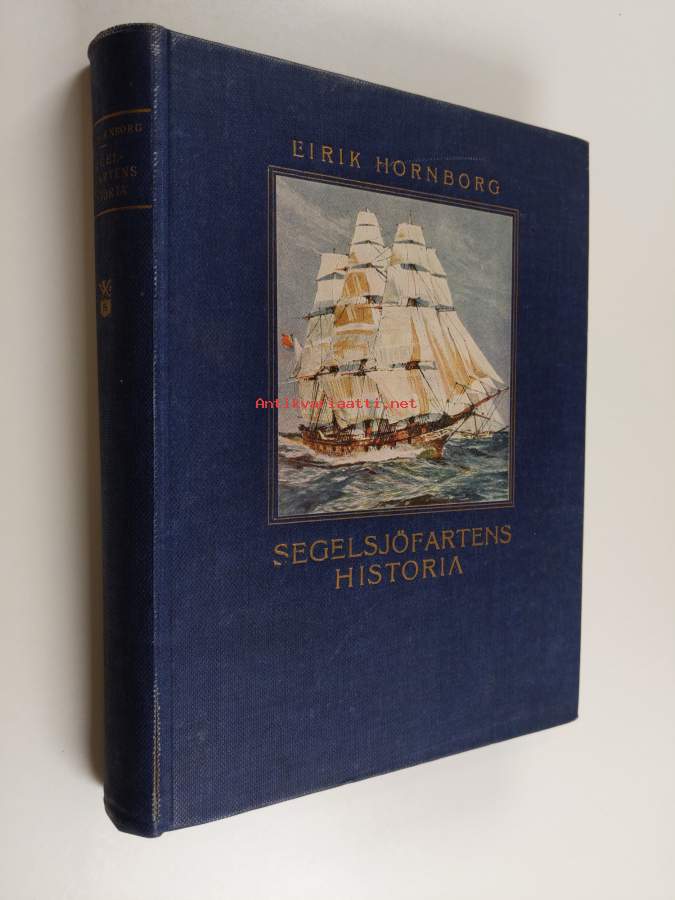 EIRIK HORNBORG
Antikvariaatti.net
SEGELSJÖFARTENS
HISTORIA